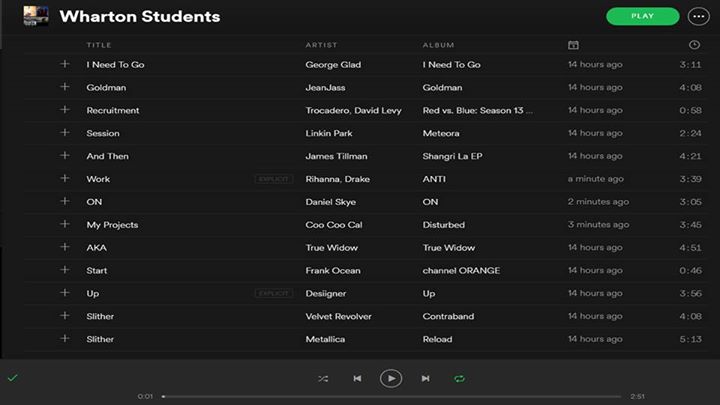 Wharton Students PLAY
TITLE ARTIST ALBUM
I Need To Go George Glad I Need To Go 14 hours ago 3:11
Goldman JeanJass Goldman 14 hours ago 4:08
Recruitment Trocadero, David Levy Red vs. Blue: Season 13 ... 14 hours ago 0:58
Session Linkin Park Meteora 14 hours ago 2:24
And Then James Tillman Shangri La EP 14 hours ago 4:21
Work EXPLICIT Rihanna, Drake ANTI a minute ago 3:39
ON Daniel Skye ON 2 minutes ago 3:05
My Projects Coo Coo Cal Disturbed 3 minutes ago 3:45
AKA True Widow True Widow 14 hours ago 4:51
Start Frank Ocean channel ORANGE 14 hours ago 0:46
Up EXPLICIT Desiigner Up 14 hours ago 3:56
Slither Velvet Revolver Contraband 14 hours ago 4:08
Slither Metallica Reload 14 hours ago 5:13
0:01 2:51